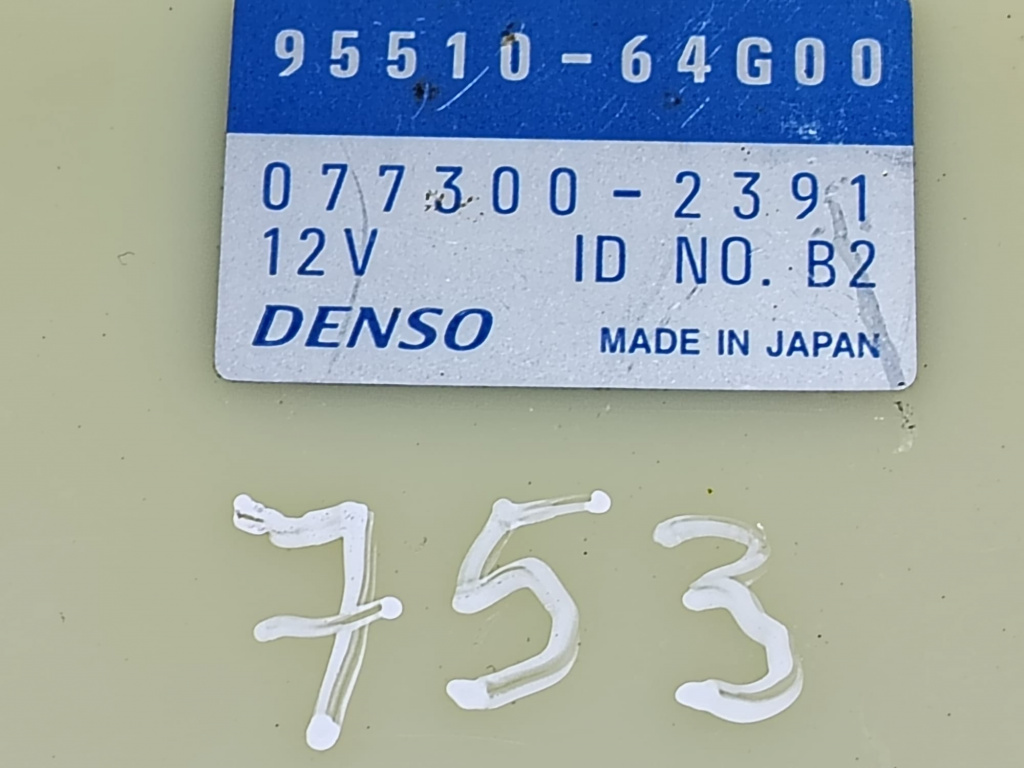 95510-64G00
077300-2391
12V ID NO. B2
DENSO MADE IN JAPAN
753